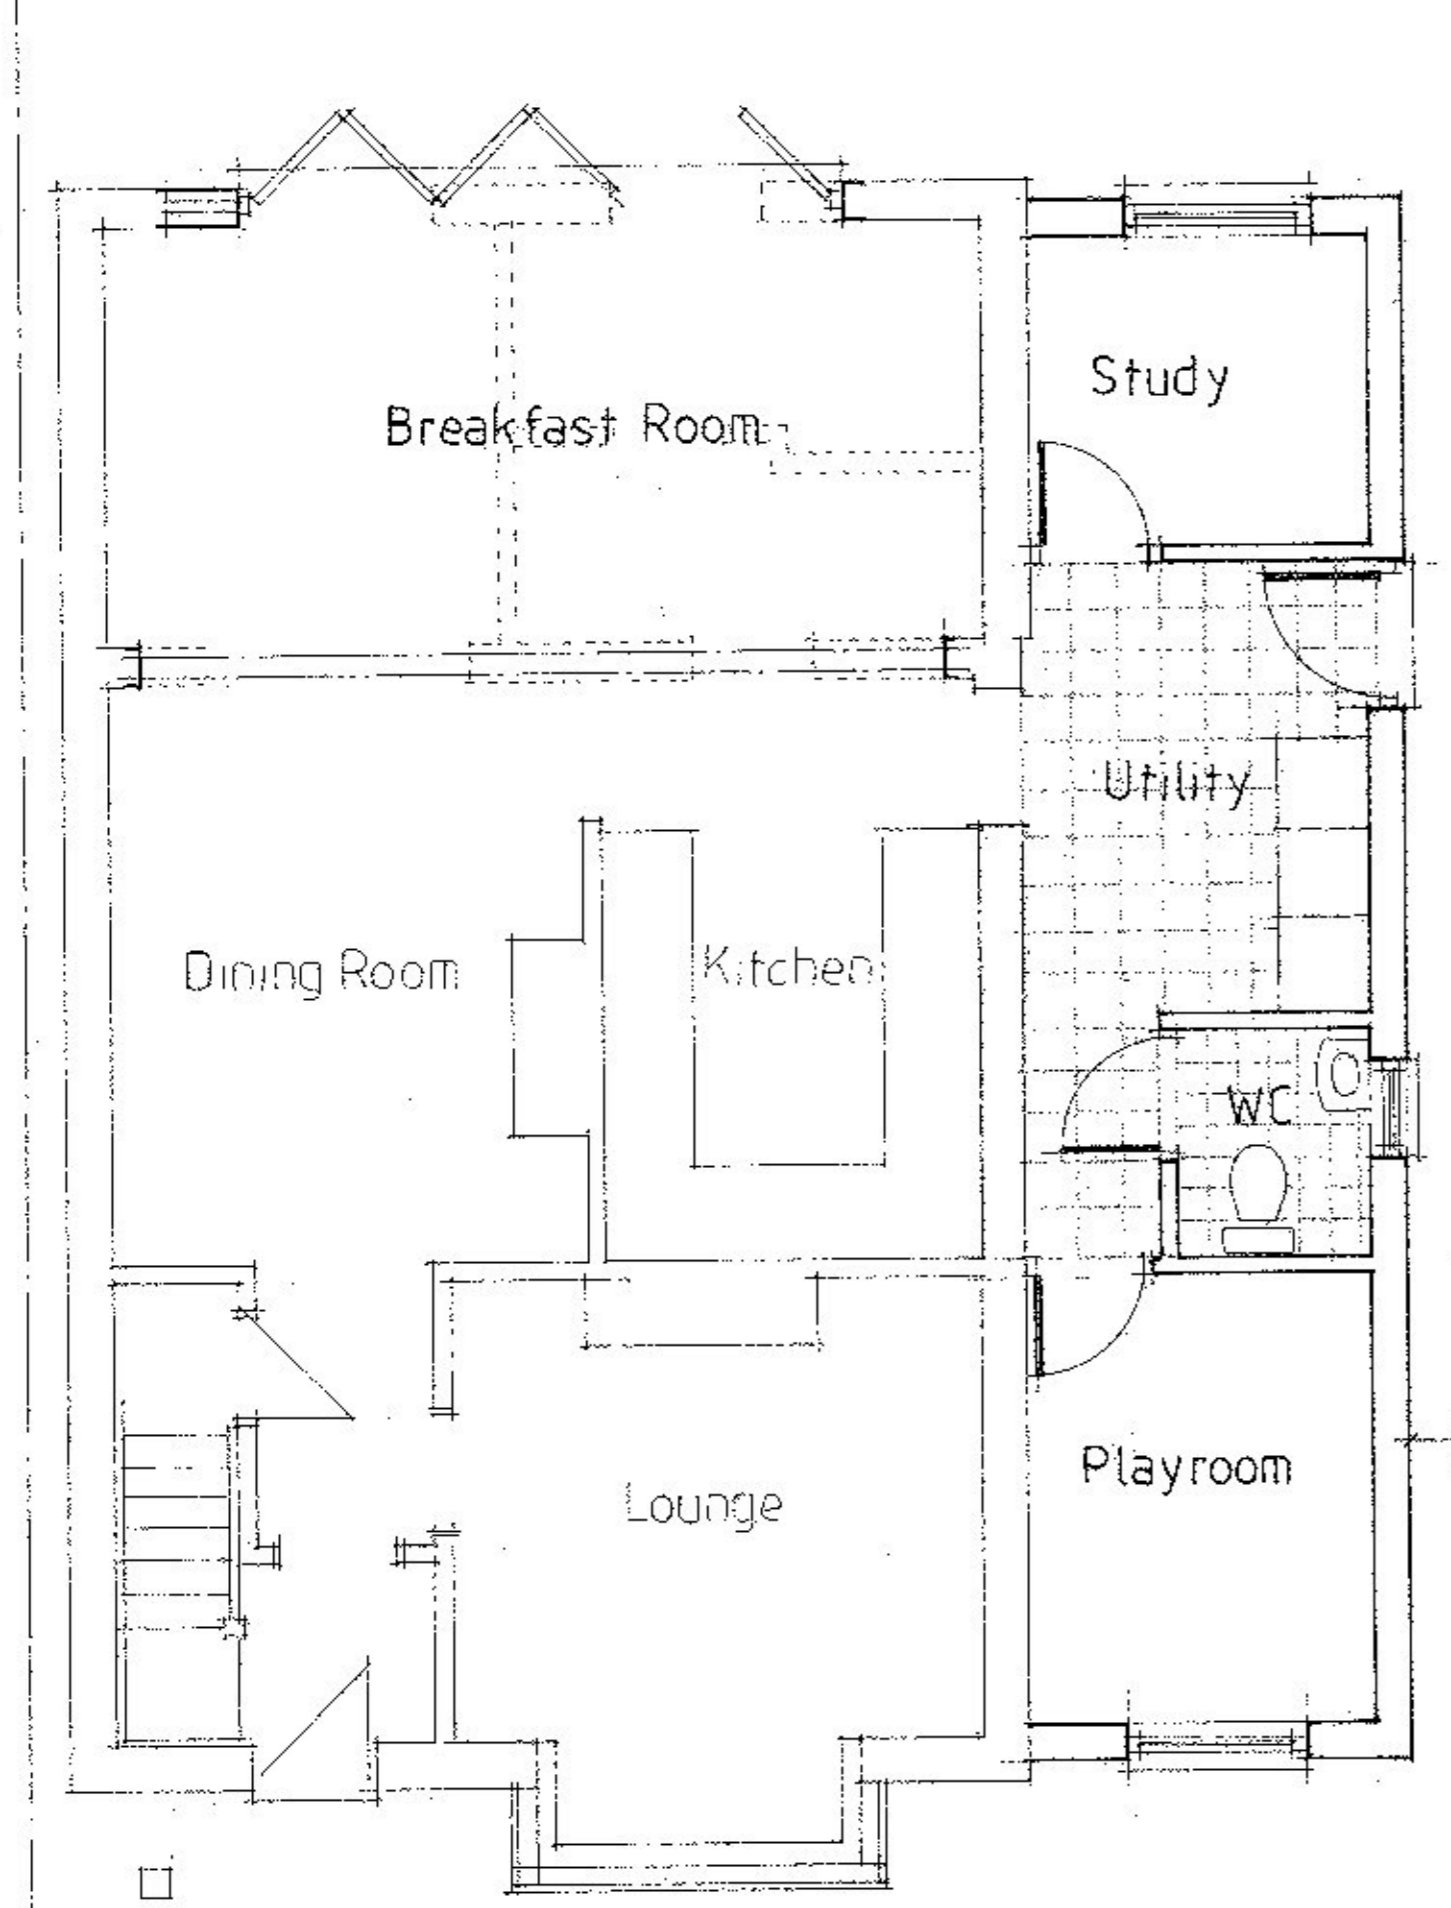 Study
Breakfast Room
Utility
Dining Room
Kitchen
WC
Playroom
Lounge